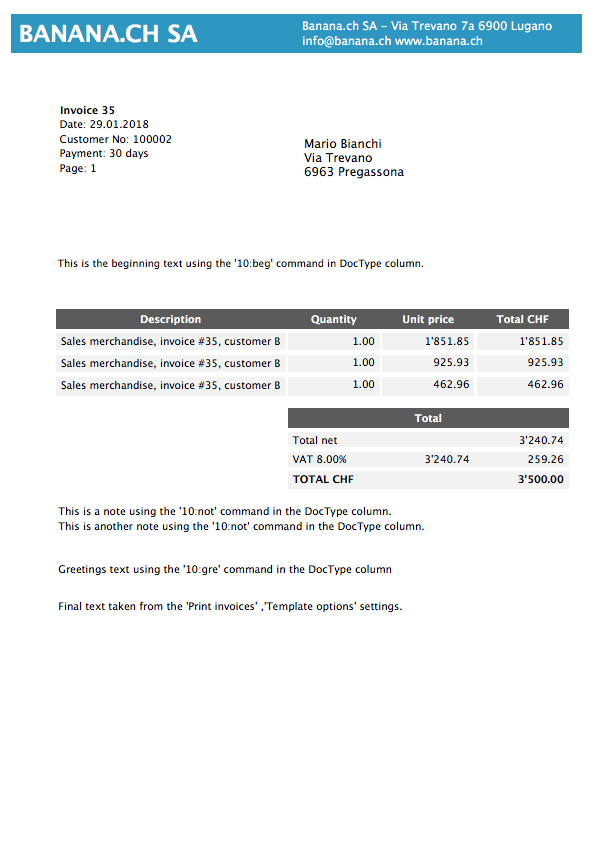 BANANA.CH SA
Banana.ch SA - Via Trevano 7a 6900 Lugano
info@banana.ch www.banana.ch
Invoice 35
Date: 29.01.2018
Customer No: 100002
Payment: 30 days
Page: 1
Mario Bianchi
Via Trevano
6963 Pregassona
This is the beginning text using the '10:beg' command in DocType column.
Description Quantity Unit price Total CHF
Sales merchandise, invoice #35, customer B 1.00 1'851.85 1'851.85
Sales merchandise, invoice #35, customer B 1.00 925.93 925.93
Sales merchandise, invoice #35, customer B 1.00 462.96 462.96
Total
Total net 3'240.74
VAT 8.00% 3'240.74 259.26
TOTAL CHF 3'500.00
This is a note using the '10:not' command in the DocType column.
This is another note using the '10:not' command in the DocType column.
Greetings text using the '10:gre' command in the DocType column
Final text taken from the 'Print invoices' ,'Template options' settings.